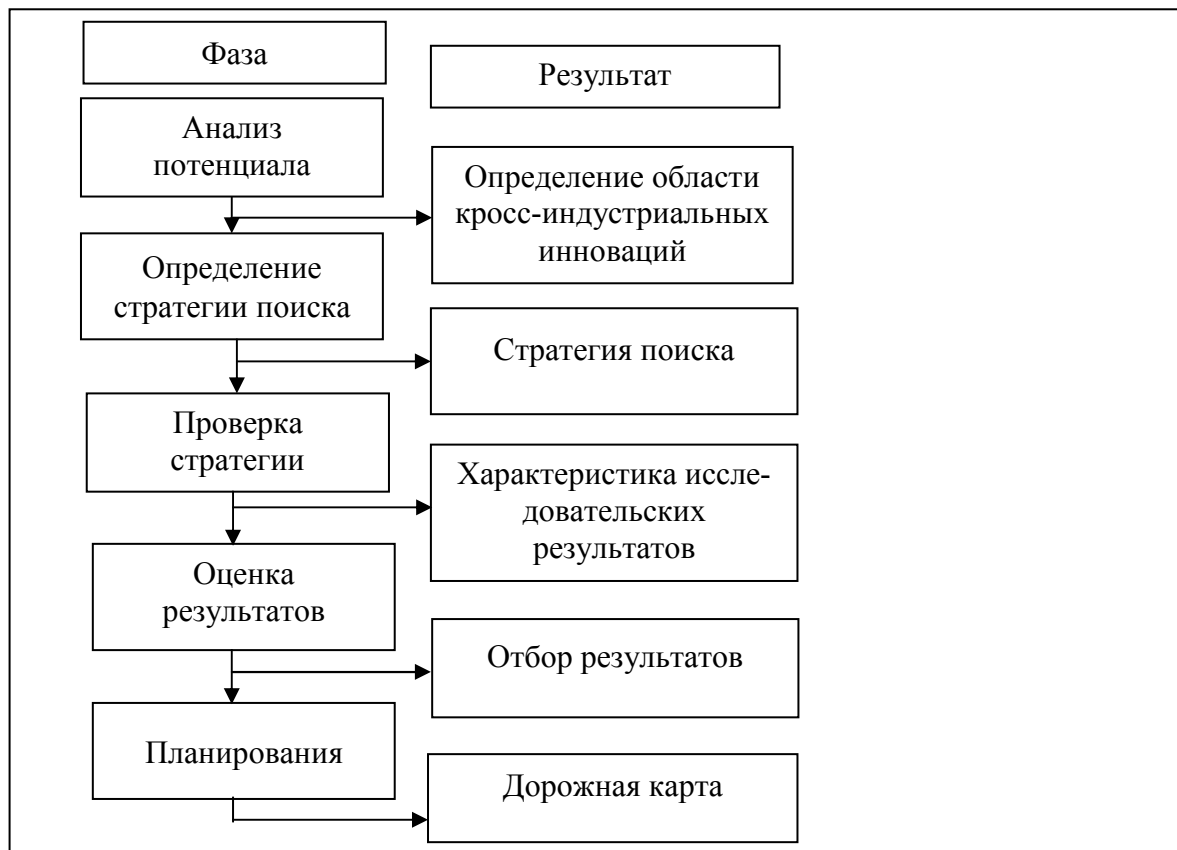 Фаза
Результат
Анализ
потенциала
Определение области
кросс-индустриальных
инноваций
Определение
стратегии поиска
Стратегия поиска
Проверка
стратегии
Характеристика иссле-
довательских
результатов
Оценка
результатов
Отбор результатов
Планирования
Дорожная карта